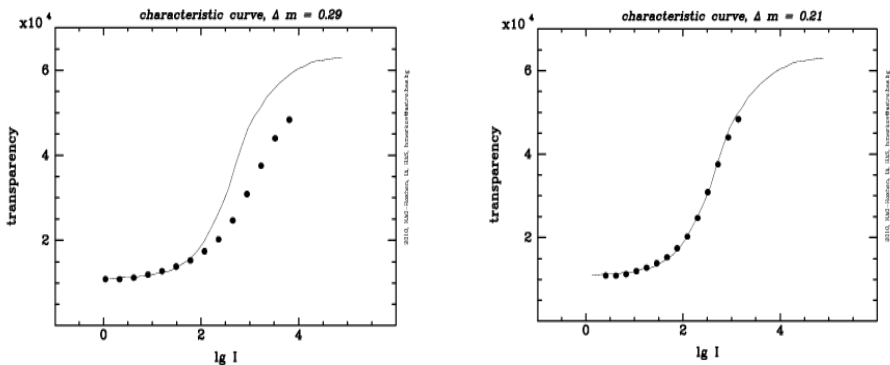 characteristic curve, Δ m = 0.29
x10⁴
6
4
2
transparency
0
2
4
lg I
characteristic curve, Δ m = 0.21
x10⁴
6
4
2
transparency
0
2
4
lg I